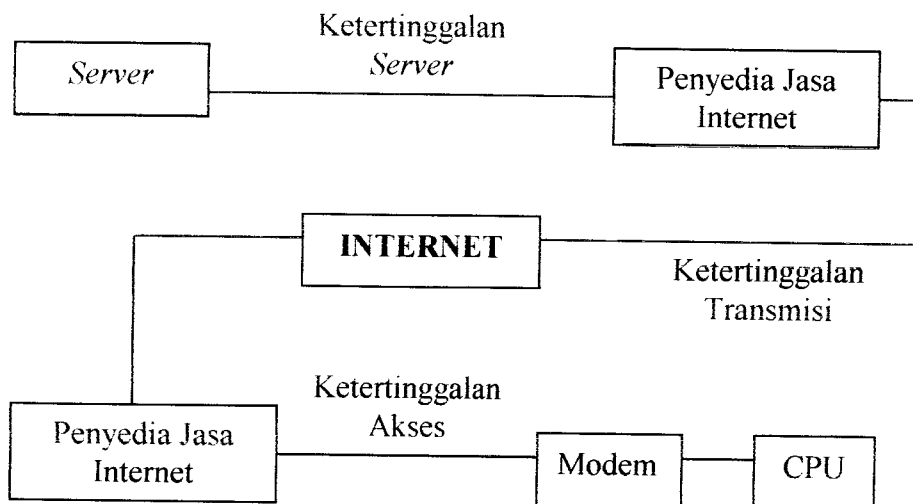 Server
Ketertinggalan
Server
Penyedia Jasa
Internet
INTERNET
Ketertinggalan
Transmisi
Penyedia Jasa
Internet
Ketertinggalan
Akses
Modem
CPU